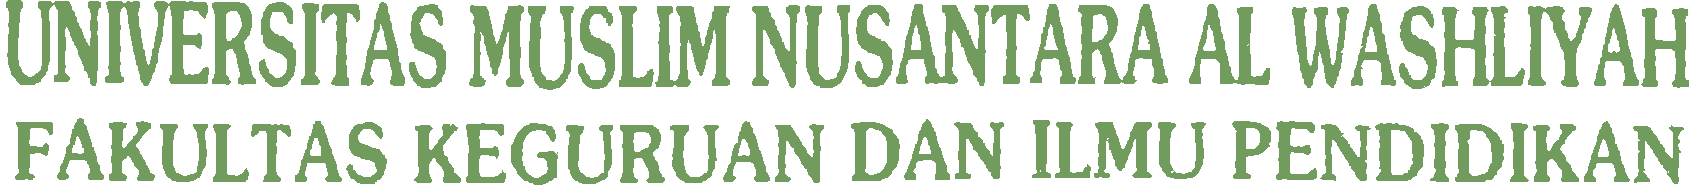 UNIVERSITAS MUSLIM NUSANTARA AL WASHLIYAH
FAKULTAS KEGURUAN DAN ILMU PENDIDIKAN